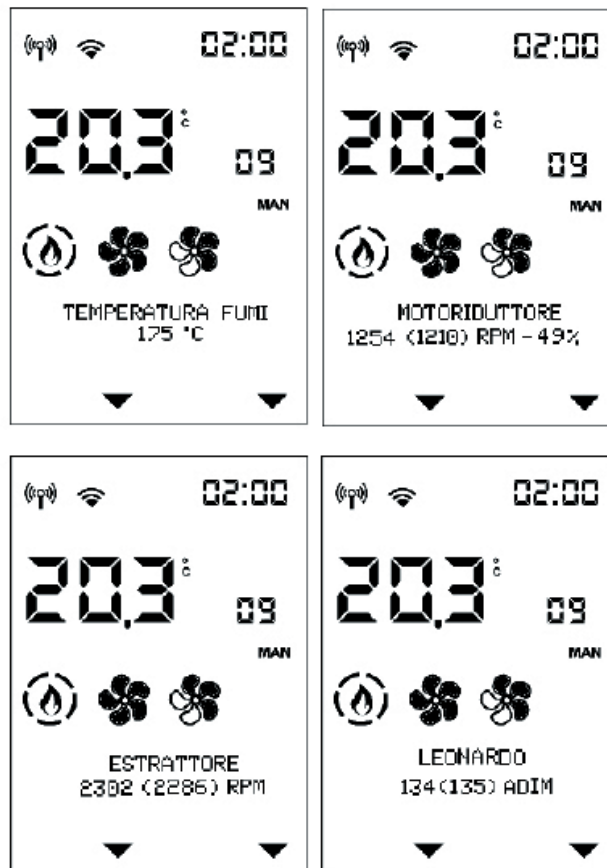 02:00
20.3 °C
09
MAN
TEMPERATURA FUMI
175 °C
02:00
20.3 °C
09
MAN
MOTORIDUTTORE
1254 (1210) RPM - 49%
02:00
20.3 °C
09
MAN
ESTRATTORE
2302 (2286) RPM
02:00
20.3 °C
09
MAN
LEONARDO
134(135) ADIM